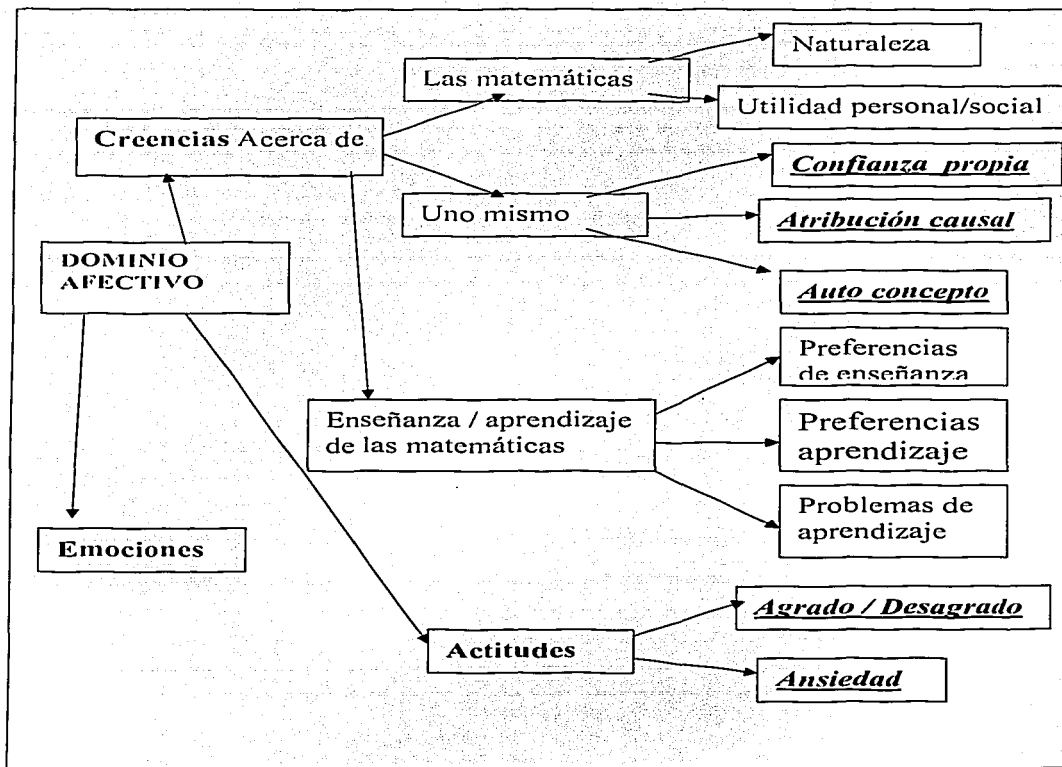 Naturaleza
Las matemáticas
Utilidad personal/social
Creencias Acerca de
Confianza propia
Uno mismo
Atribución causal
DOMINIO
AFECTIVO
Auto concepto
Preferencias
de enseñanza
Enseñanza / aprendizaje
de las matemáticas
Preferencias
aprendizaje
Problemas de
aprendizaje
Emociones
Agrado / Desagrado
Actitudes
Ansiedad